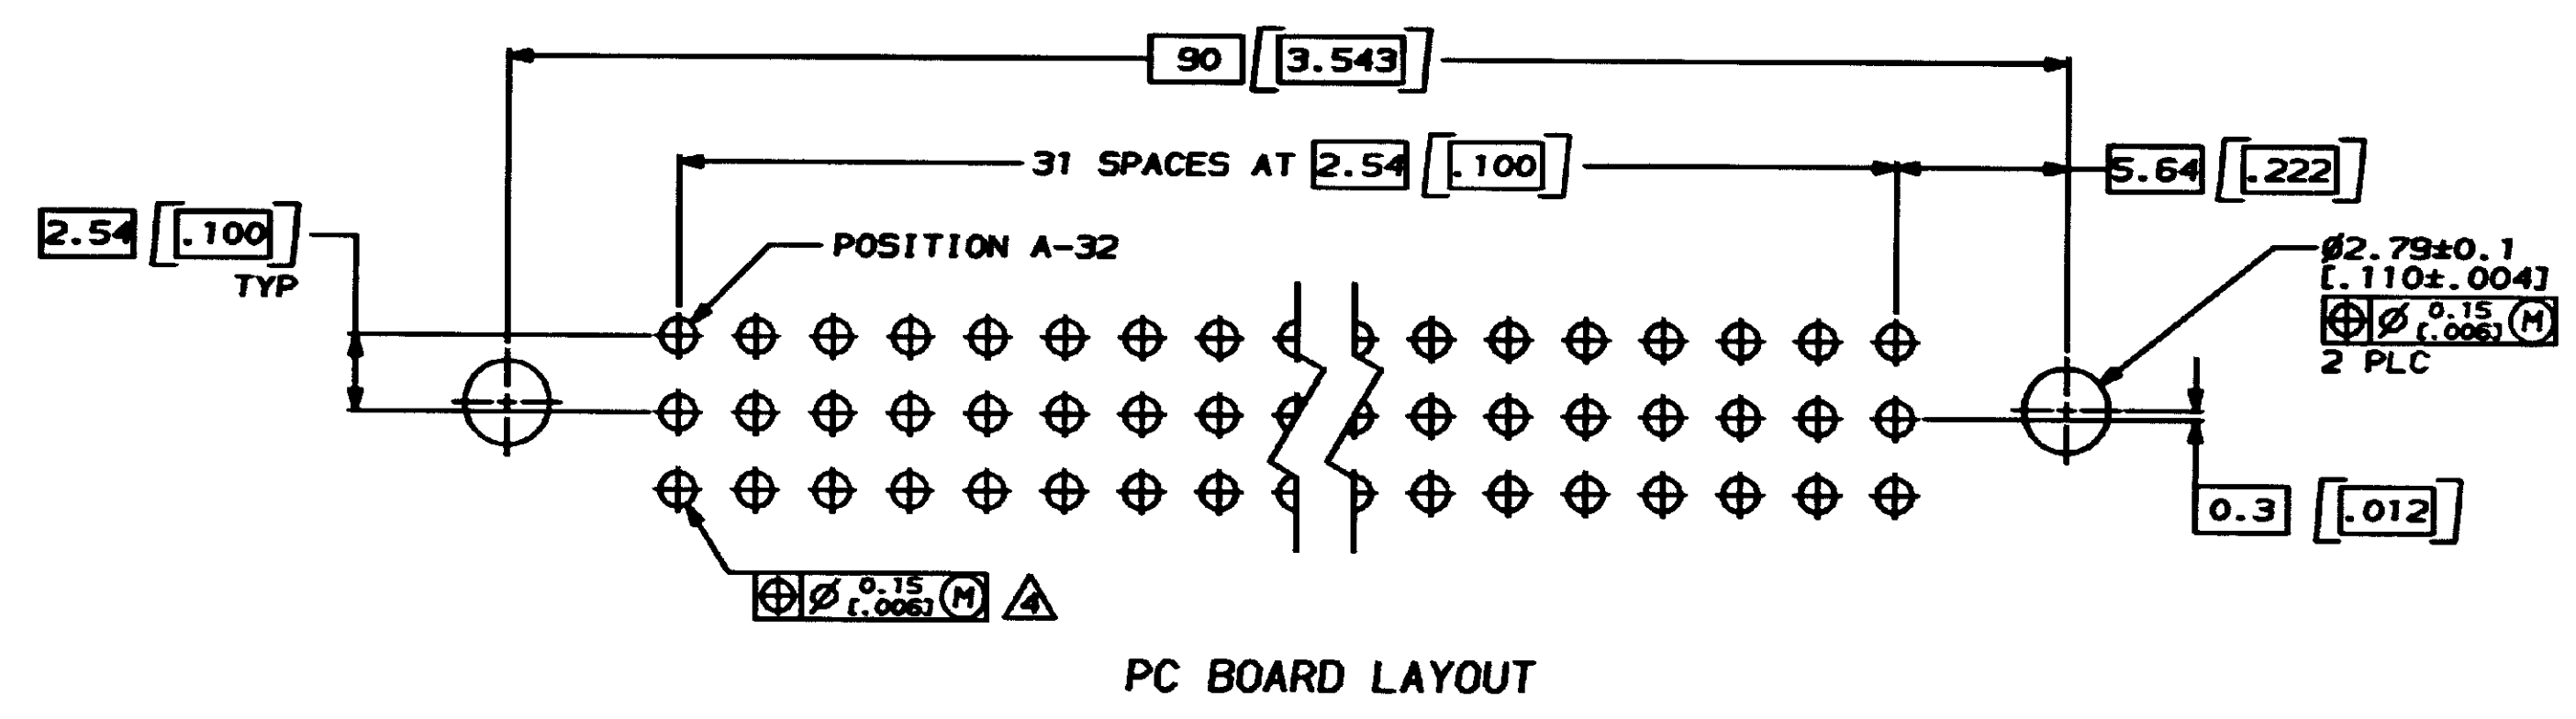 90 [3.543]
31 SPACES AT 2.54 [.100]
5.64 [.222]
2.54 [.100]
TYP
POSITION A-32
Ø2.79±0.1
[.110±.004]
⌖ Ø 0.15 [.006] Ⓜ
2 PLC
0.3 [.012]
⌖ Ø 0.15 [.006] Ⓜ 4
PC BOARD LAYOUT